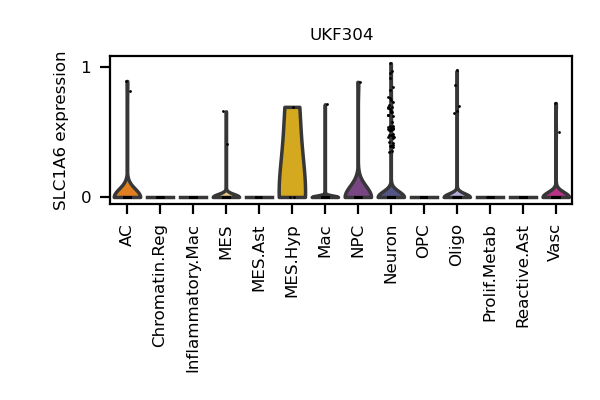 UKF304
SLC1A6 expression
1
0
AC
Chromatin.Reg
Inflammatory.Mac
MES
MES.Ast
MES.Hyp
Mac
NPC
Neuron
OPC
Oligo
Prolif.Metab
Reactive.Ast
Vasc